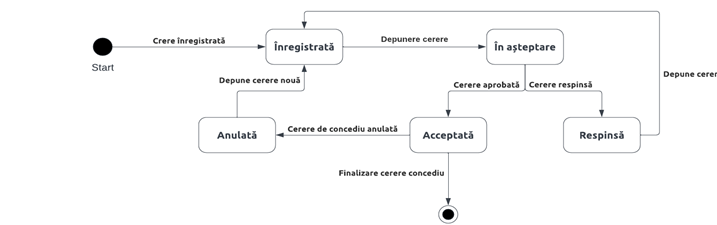 Crere înregistrată
Start
Înregistrată
Depunere cerere
În așteptare
Depune cerere nouă
Cerere aprobată
Cerere respinsă
Depune
Anulată
Cerere de concediu anulată
Acceptată
Respinsă
Finalizare cerere concediu